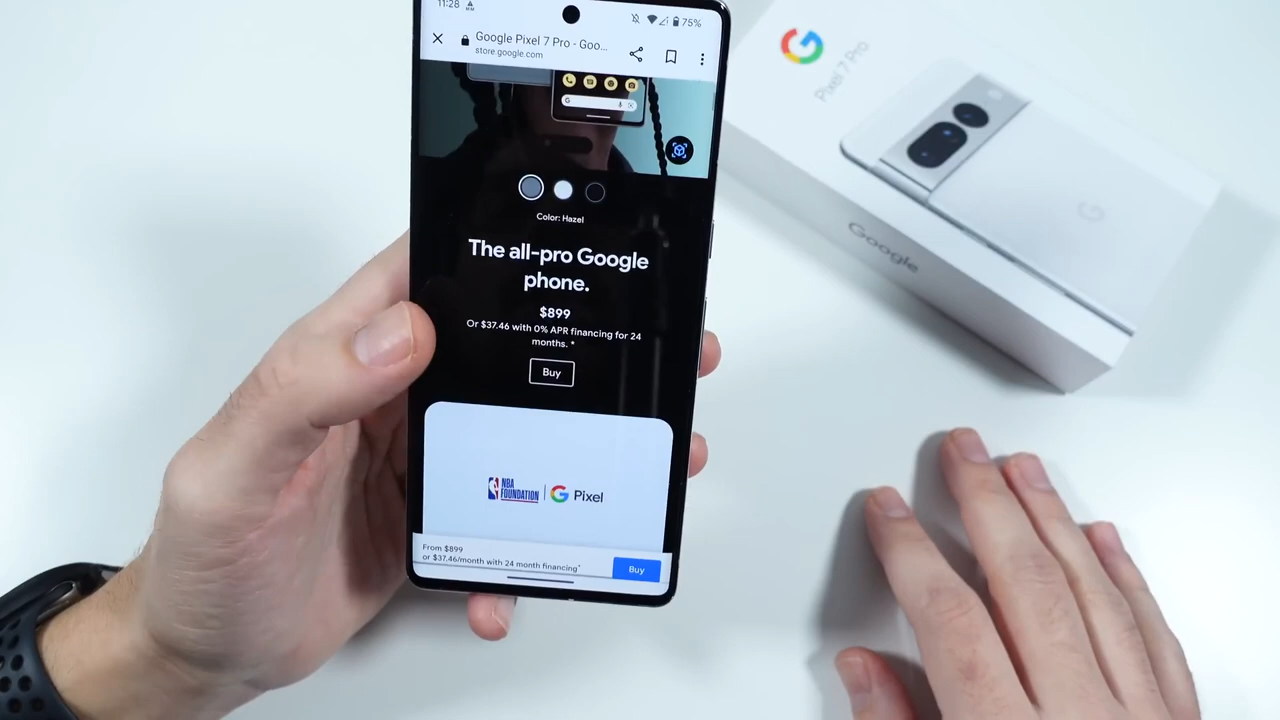 11:28
75%
Google Pixel 7 Pro - Goo...
store.google.com
G
Color: Hazel
The all-pro Google
phone.
$899
Or $37.46 with 0% APR financing for 24
months. *
Buy
NBA
FOUNDATION
G Pixel
From $899
or $37.46/month with 24 month financing*
Buy
G
Pixel 7 Pro
G
Google